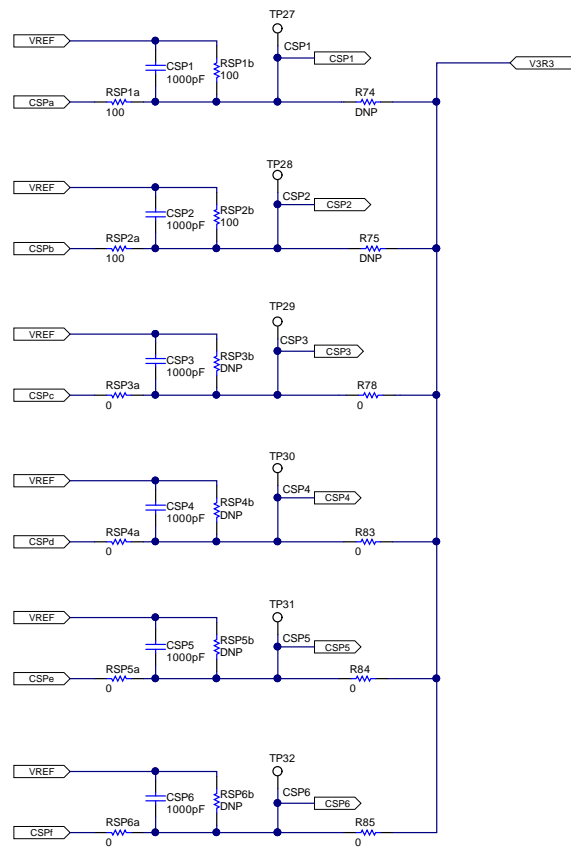 TP27
VREF
CSP1
CSP1
V3R3
CSP1
1000pF
RSP1b
100
CSPa
RSP1a
100
R74
DNP
TP28
VREF
CSP2
CSP2
CSP2
1000pF
RSP2b
100
CSPb
RSP2a
100
R75
DNP
TP29
VREF
CSP3
CSP3
CSP3
1000pF
RSP3b
DNP
CSPc
RSP3a
0
R78
0
TP30
VREF
CSP4
CSP4
CSP4
1000pF
RSP4b
DNP
CSPd
RSP4a
0
R83
0
TP31
VREF
CSP5
CSP5
CSP5
1000pF
RSP5b
DNP
CSPe
RSP5a
0
R84
0
TP32
VREF
CSP6
CSP6
CSP6
1000pF
RSP6b
DNP
CSPf
RSP6a
0
R85
0